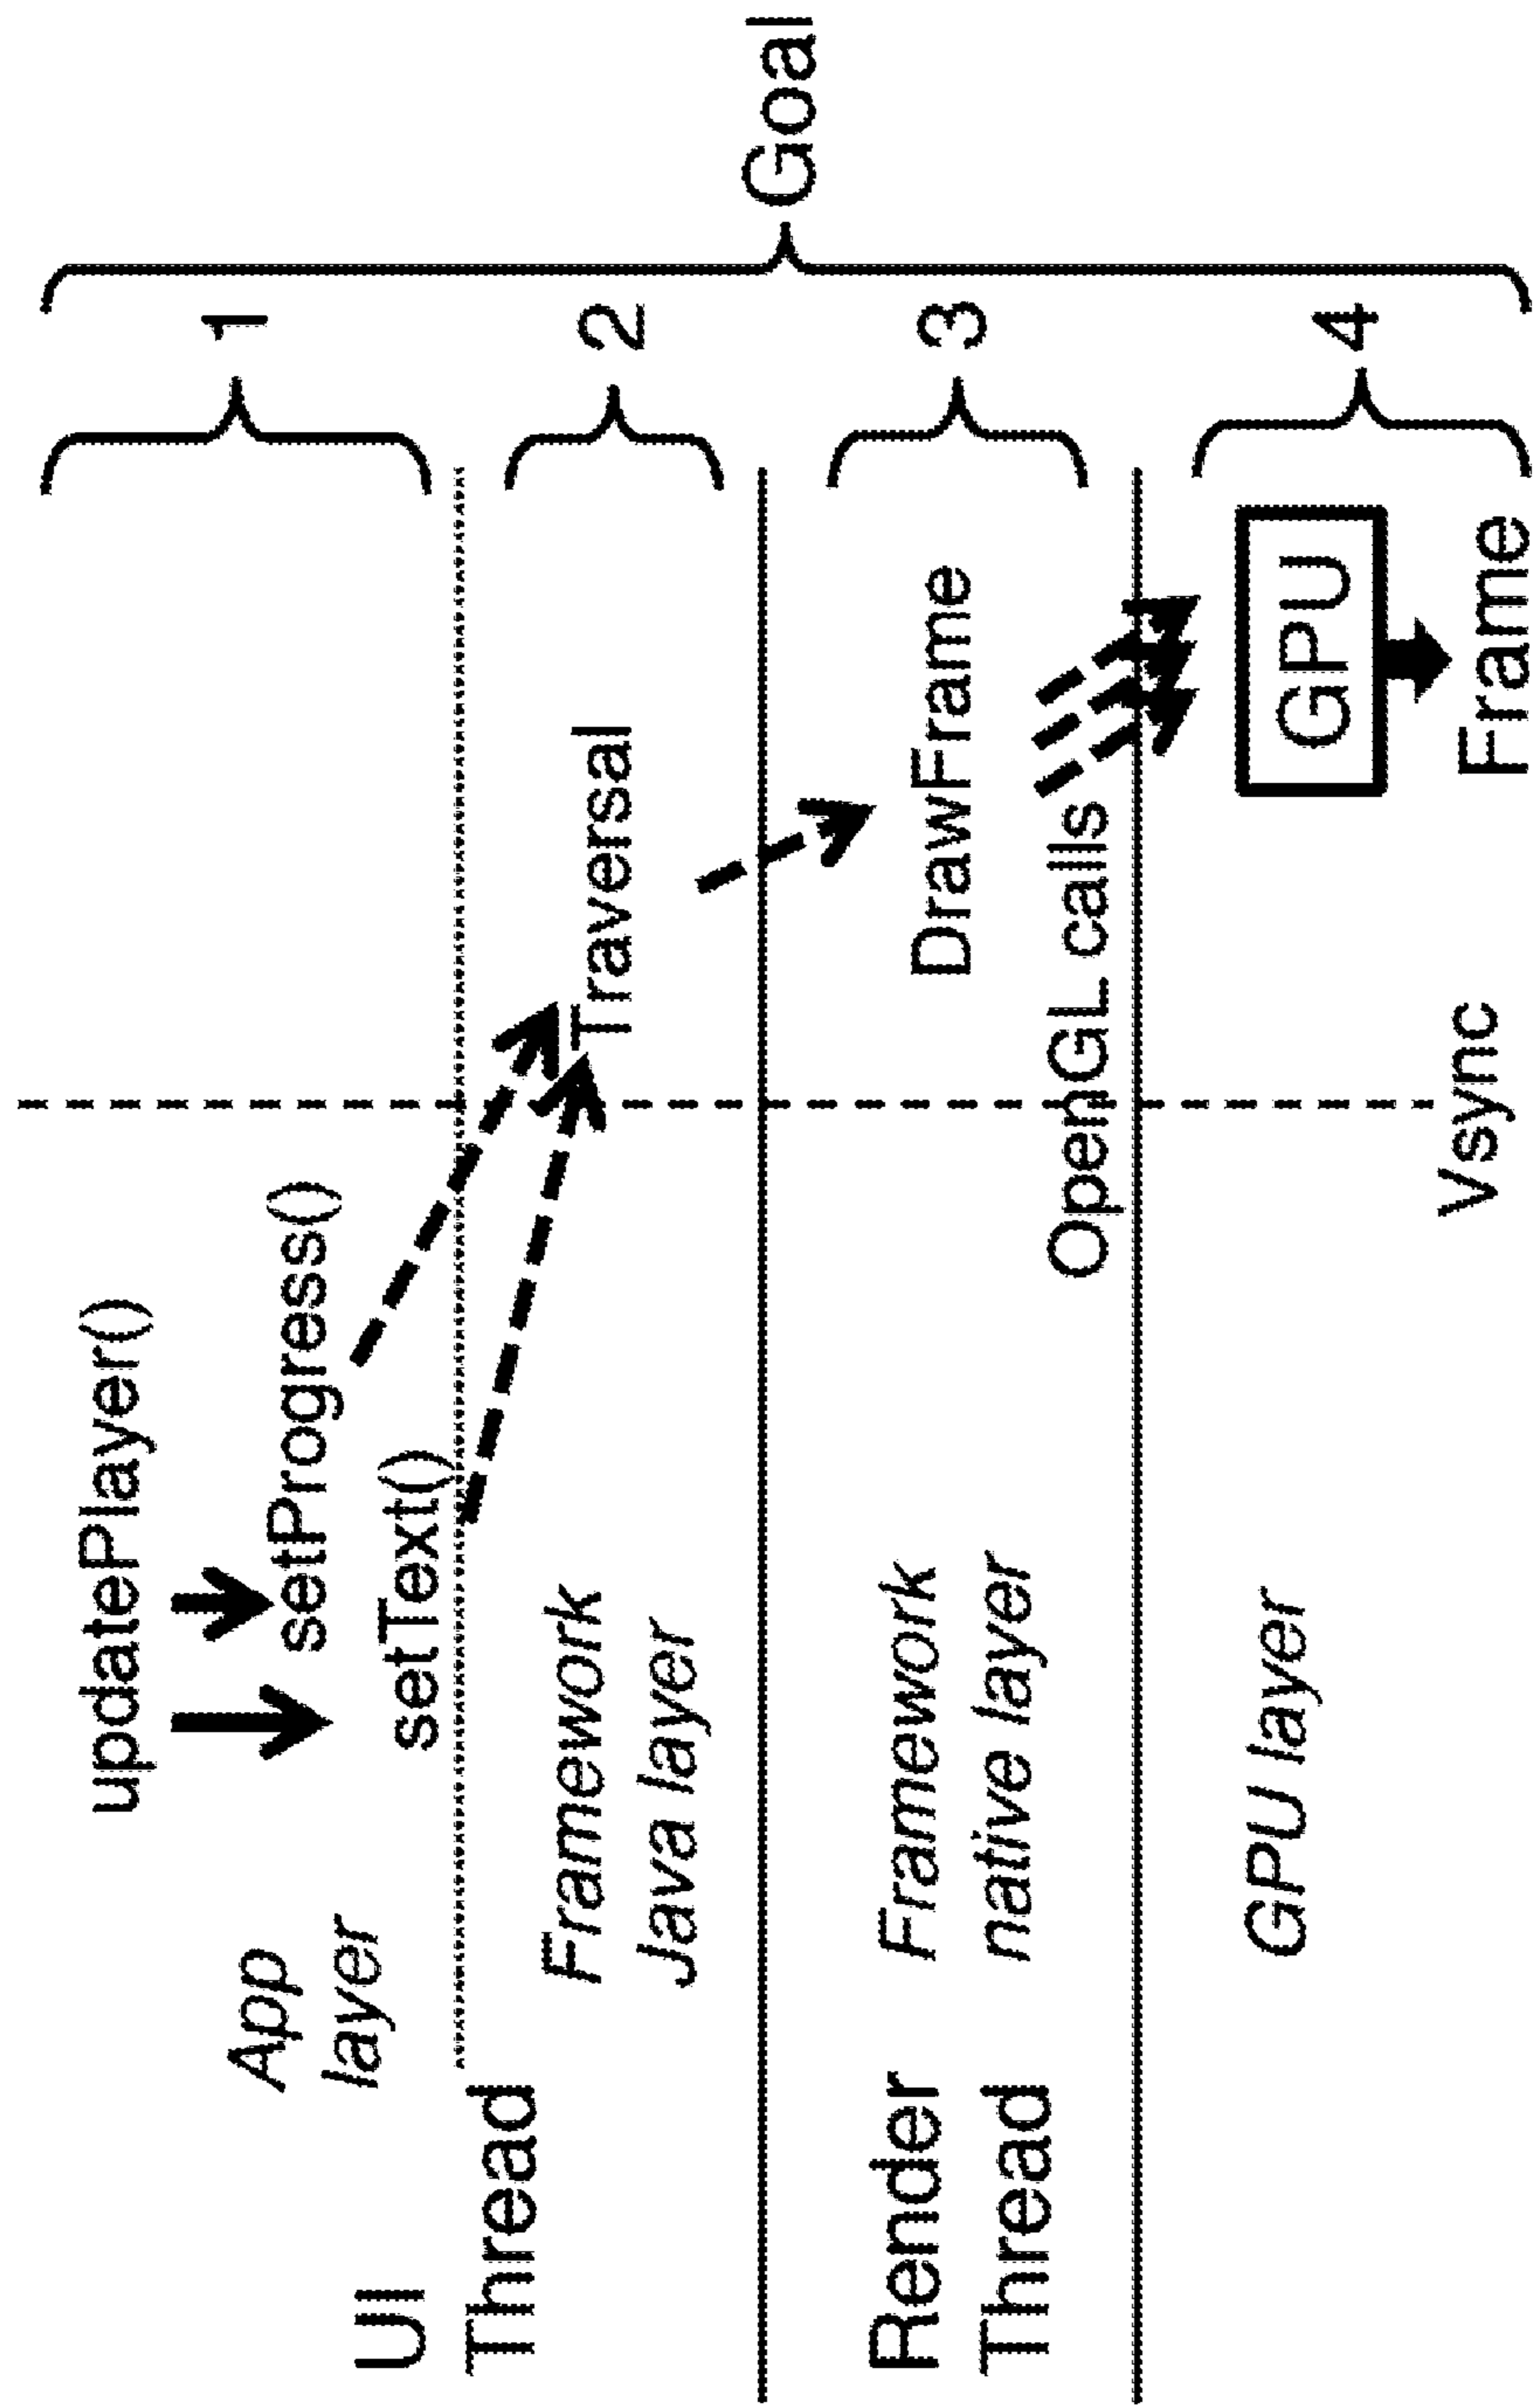 updatePlayer()
setProgress()
setText()
App
layer
1
UI
Thread
Framework
Java layer
Traversal
2
Render
Thread
Framework
native layer
DrawFrame
OpenGL calls
3
GPU layer
GPU
4
Vsync
Frame
Goal